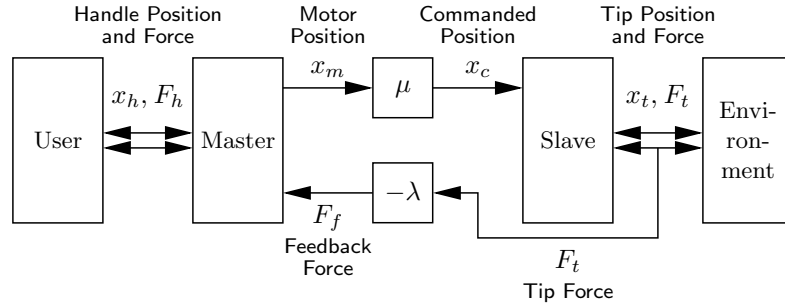 Handle Position
and Force
Motor
Position
Commanded
Position
Tip Position
and Force
User
x_h, F_h
Master
x_m
μ
x_c
Slave
x_t, F_t
Envi-
ron-
ment
−λ
F_f
Feedback
Force
F_t
Tip Force